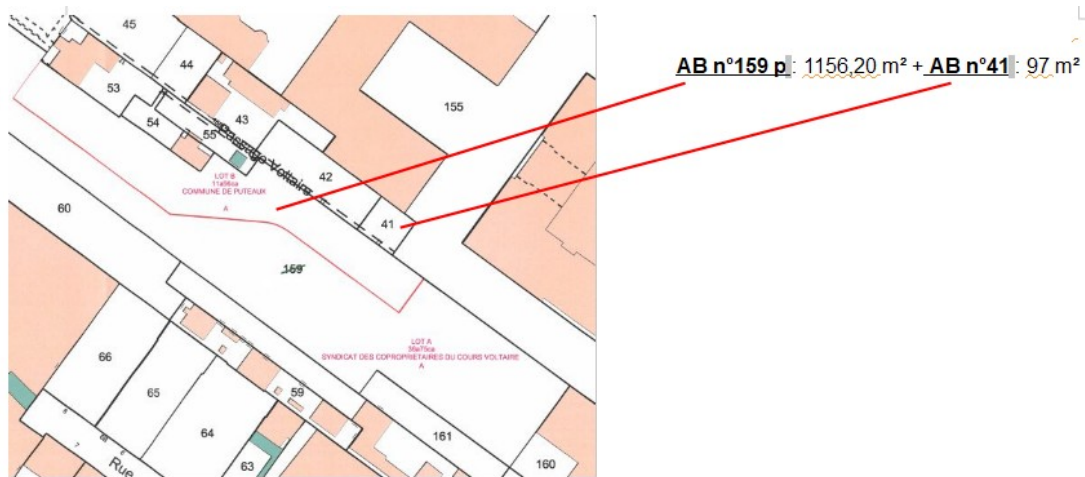 AB n°159 p : 1156,20 m² + AB n°41 : 97 m²
45
44
53
43
155
54
55
Passage Voltaire
42
LOT B
11a56ca
COMMUNE DE PUTEAUX
A
60
41
159
LOT A
SYNDICAT DES COPROPRIETAIRES DU COURS VOLTAIRE
A
66
65
59
64
161
63
160
Rue